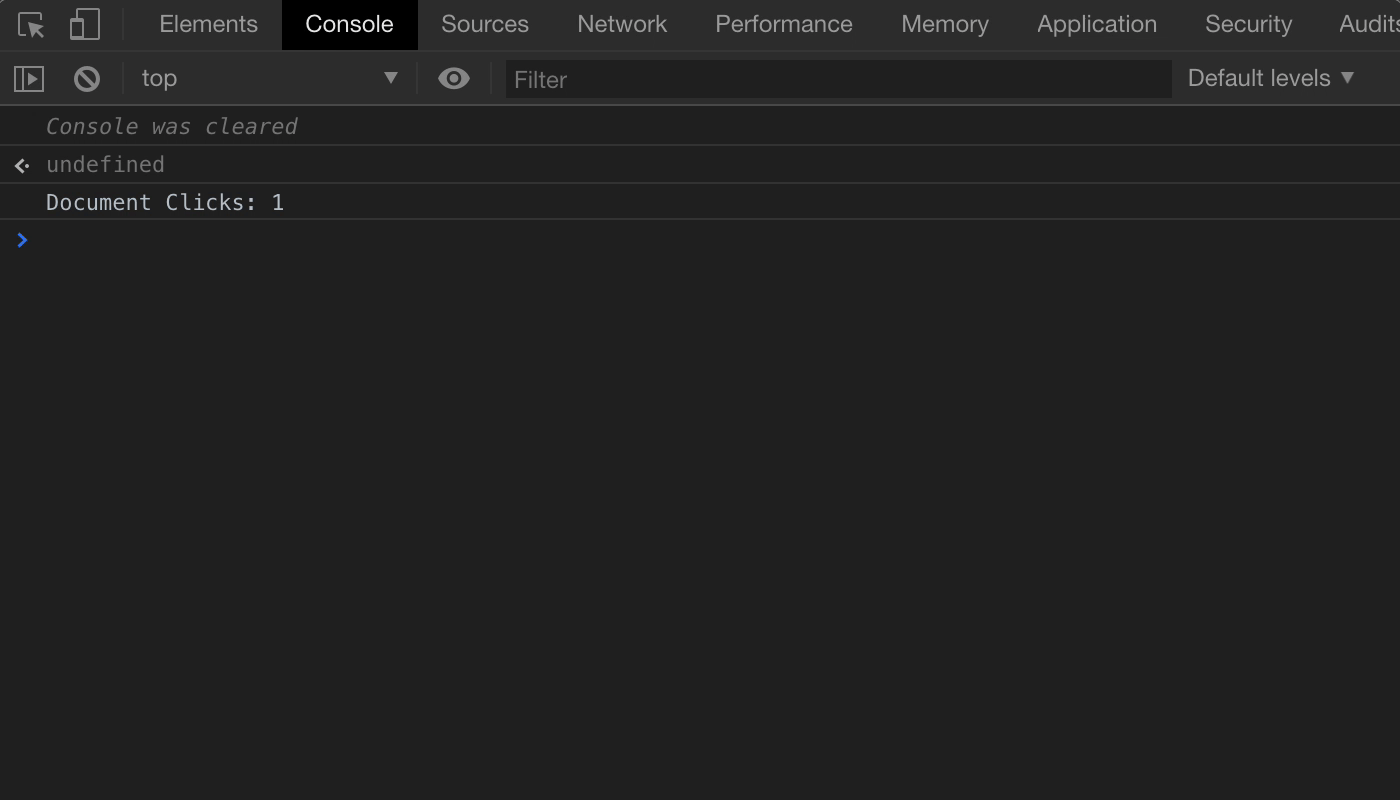 Elements Console Sources Network Performance Memory Application Security Audits
top Filter Default levels
Console was cleared
undefined
Document Clicks: 1